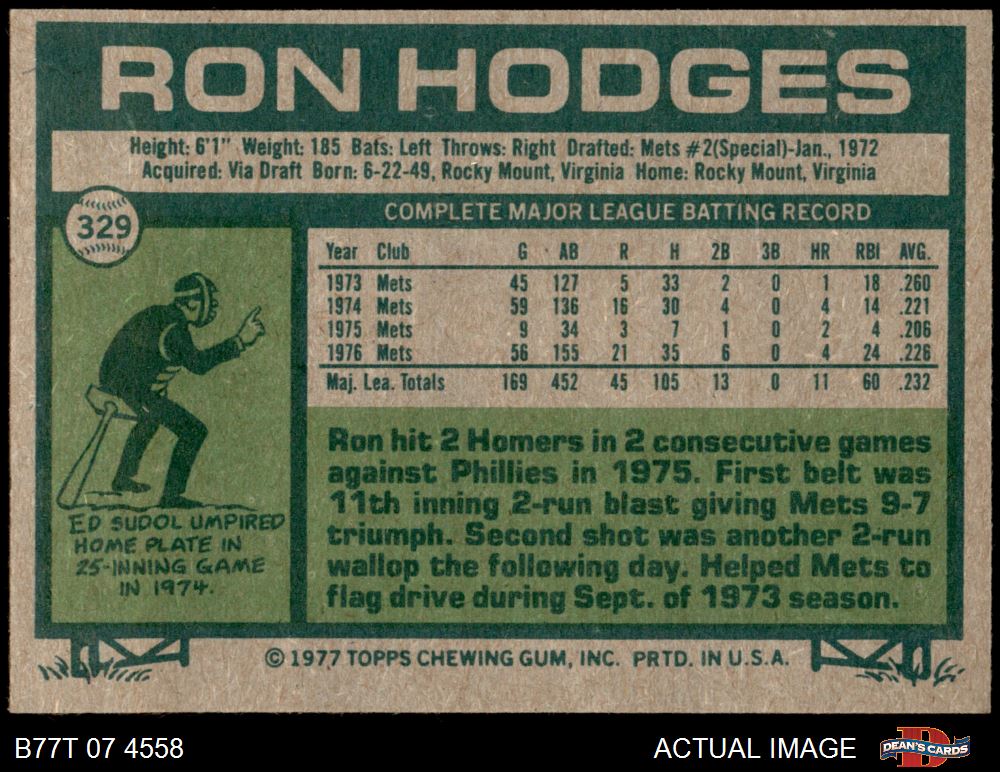 RON HODGES
Height: 6'1" Weight: 185 Bats: Left Throws: Right Drafted: Mets #2(Special)-Jan., 1972
Acquired: Via Draft Born: 6-22-49, Rocky Mount, Virginia Home: Rocky Mount, Virginia
329
COMPLETE MAJOR LEAGUE BATTING RECORD
Year Club G AB R H 2B 3B HR RBI AVG.
1973 Mets 45 127 5 33 2 0 1 18 .260
1974 Mets 59 136 16 30 4 0 4 14 .221
1975 Mets 9 34 3 7 1 0 2 4 .206
1976 Mets 56 155 21 35 6 0 4 24 .226
Maj. Lea. Totals 169 452 45 105 13 0 11 60 .232
ED SUDOL UMPIRED
HOME PLATE IN
25-INNING GAME
IN 1974.
Ron hit 2 Homers in 2 consecutive games
against Phillies in 1975. First belt was
11th inning 2-run blast giving Mets 9-7
triumph. Second shot was another 2-run
wallop the following day. Helped Mets to
flag drive during Sept. of 1973 season.
© 1977 TOPPS CHEWING GUM, INC. PRTD. IN U.S.A.
B77T 07 4558
ACTUAL IMAGE
D
DEAN'S CARDS